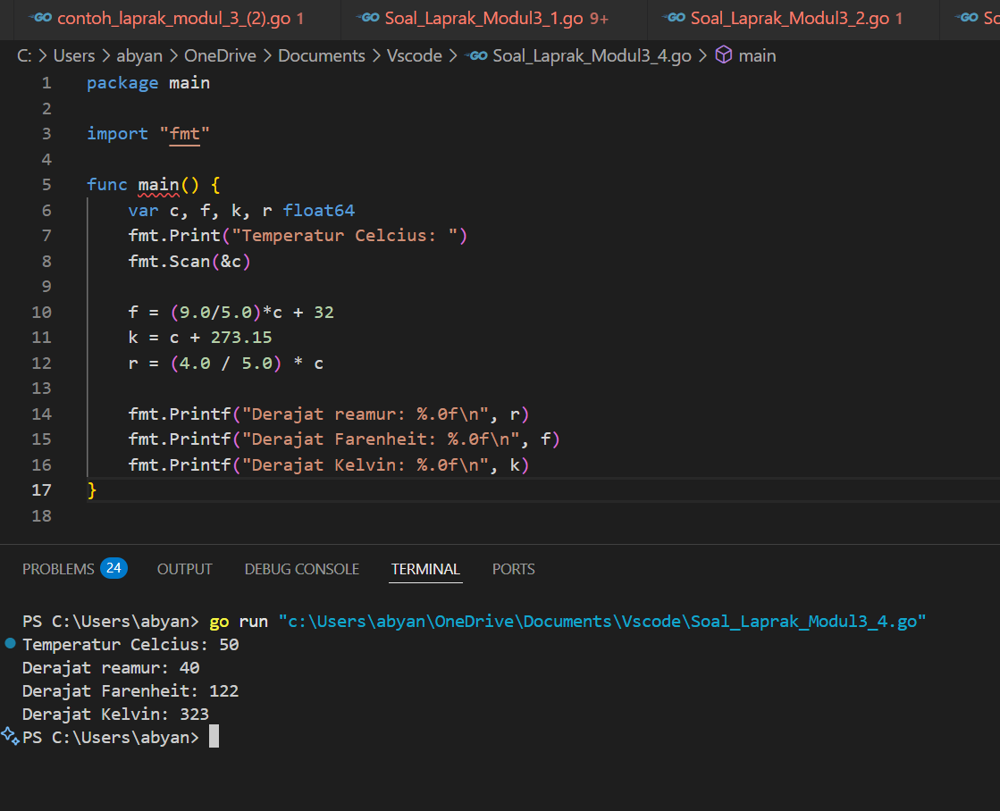 GO contoh_laprak_modul_3_(2).go 1 GO Soal_Laprak_Modul3_1.go 9+ GO Soal_Laprak_Modul3_2.go 1 GO
C: > Users > abyan > OneDrive > Documents > Vscode > GO Soal_Laprak_Modul3_4.go > main
1 package main
2
3 import "fmt"
4
5 func main() {
6 var c, f, k, r float64
7 fmt.Print("Temperatur Celcius: ")
8 fmt.Scan(&c)
9
10 f = (9.0/5.0)*c + 32
11 k = c + 273.15
12 r = (4.0 / 5.0) * c
13
14 fmt.Printf("Derajat reamur: %.0f\n", r)
15 fmt.Printf("Derajat Farenheit: %.0f\n", f)
16 fmt.Printf("Derajat Kelvin: %.0f\n", k)
17 }
18
PROBLEMS 24 OUTPUT DEBUG CONSOLE TERMINAL PORTS
PS C:\Users\abyan> go run "c:\Users\abyan\OneDrive\Documents\Vscode\Soal_Laprak_Modul3_4.go"
Temperatur Celcius: 50
Derajat reamur: 40
Derajat Farenheit: 122
Derajat Kelvin: 323
PS C:\Users\abyan>